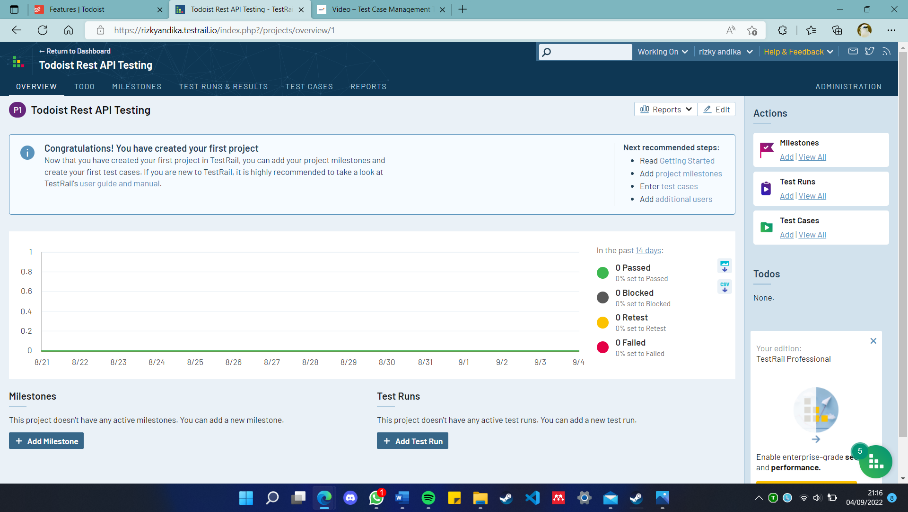 Features | Todoist
Todoist Rest API Testing - TestRai
Video – Test Case Management
https://rizkyandika.testrail.io/index.php?/projects/overview/1
← Return to Dashboard
Todoist Rest API Testing
Working On
rizky andika
Help & Feedback
OVERVIEW
TODO
MILESTONES
TEST RUNS & RESULTS
TEST CASES
REPORTS
ADMINISTRATION
P1 Todoist Rest API Testing
Reports
Edit
Congratulations! You have created your first project
Now that you have created your first project in TestRail, you can add your project milestones and
create your first test cases. If you are new to TestRail, it is highly recommended to take a look at
TestRail's user guide and manual.
Next recommended steps:
• Read Getting Started
• Add project milestones
• Enter test cases
• Add additional users
1
0.8
0.6
0.4
0.2
0
8/21 8/22 8/23 8/24 8/25 8/26 8/27 8/28 8/29 8/30 8/31 9/1 9/2 9/3 9/4
In the past 14 days:
0 Passed
0% set to Passed
0 Blocked
0% set to Blocked
0 Retest
0% set to Retest
0 Failed
0% set to Failed
CSV
Milestones
This project doesn't have any active milestones. You can add a new milestone.
+ Add Milestone
Test Runs
This project doesn't have any active test runs. You can add a new test run.
+ Add Test Run
Actions
Milestones
Add | View All
Test Runs
Add | View All
Test Cases
Add | View All
Todos
None.
Your edition:
TestRail Professional
Enable enterprise-grade
and performance.
5
1
21:16
04/09/2022